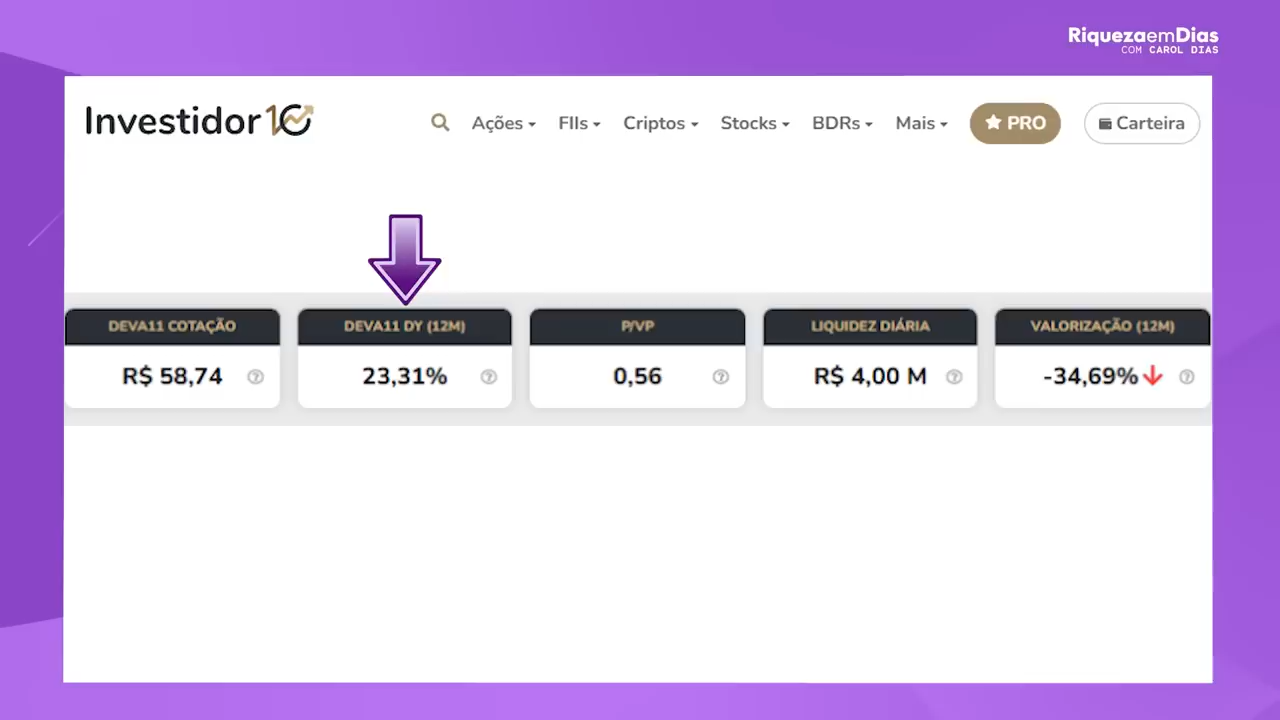 RiquezaemDias
COM CAROL DIAS
Investidor10
Ações
FIIs
Criptos
Stocks
BDRs
Mais
PRO
Carteira
DEVA11 COTAÇÃO
R$ 58,74
DEVA11 DY (12M)
23,31%
P/VP
0,56
LIQUIDEZ DIÁRIA
R$ 4,00 M
VALORIZAÇÃO (12M)
-34,69%